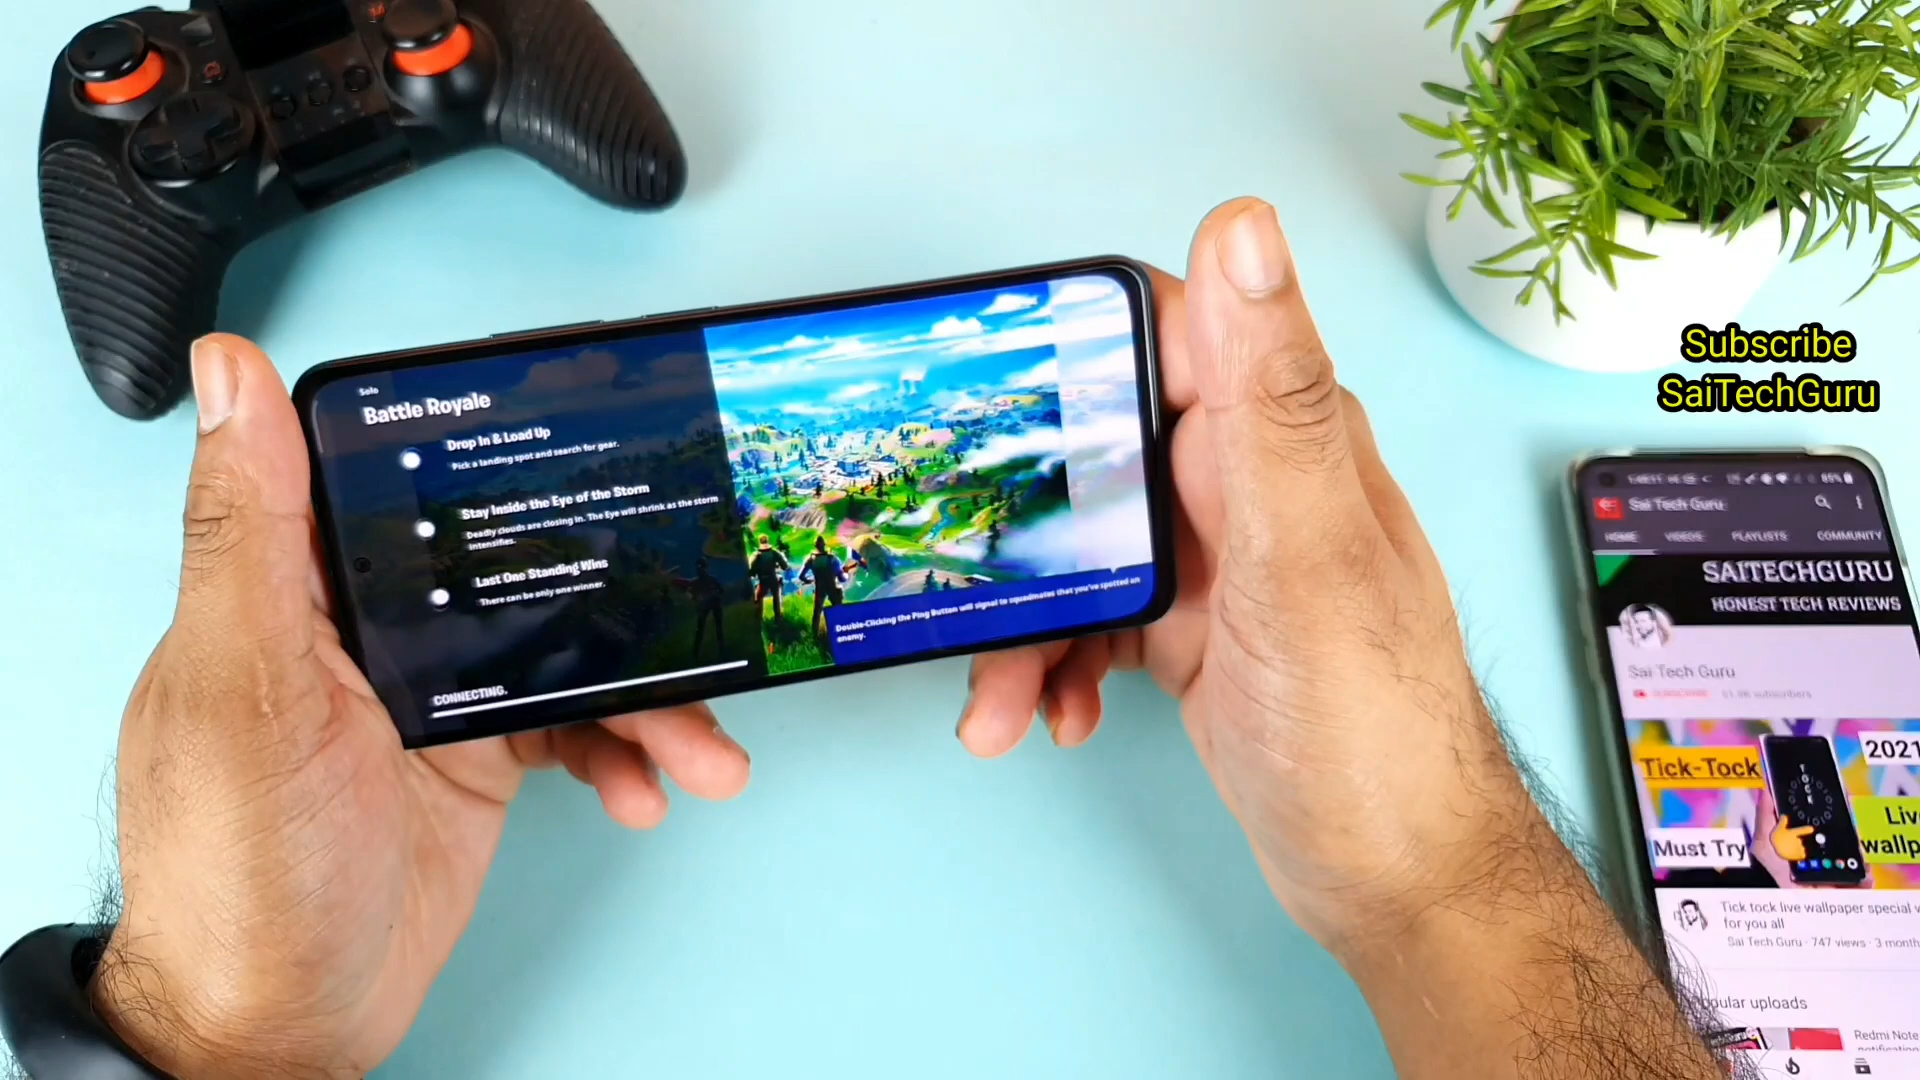 Solo
Battle Royale
Drop In & Load Up
Pick a landing spot and search for gear.
Stay Inside the Eye of the Storm
Deadly clouds are closing in. The Eye will shrink as the storm
intensifies.
Last One Standing Wins
There can be only one winner.
CONNECTING.
Double-Clicking the Ping Button will signal to squadmates that you've spotted an
enemy.
Subscribe
SaiTechGuru
Sai Tech Guru
HOME VIDEOS PLAYLISTS COMMUNITY
SAITECHGURU
HONEST TECH REVIEWS
Sai Tech Guru
SUBSCRIBE subscribers
Tick-Tock
2021
Must Try
Tick tock live wallpaper special
for you all
Sai Tech Guru · 747 views · 3 month
Popular uploads
Redmi Note